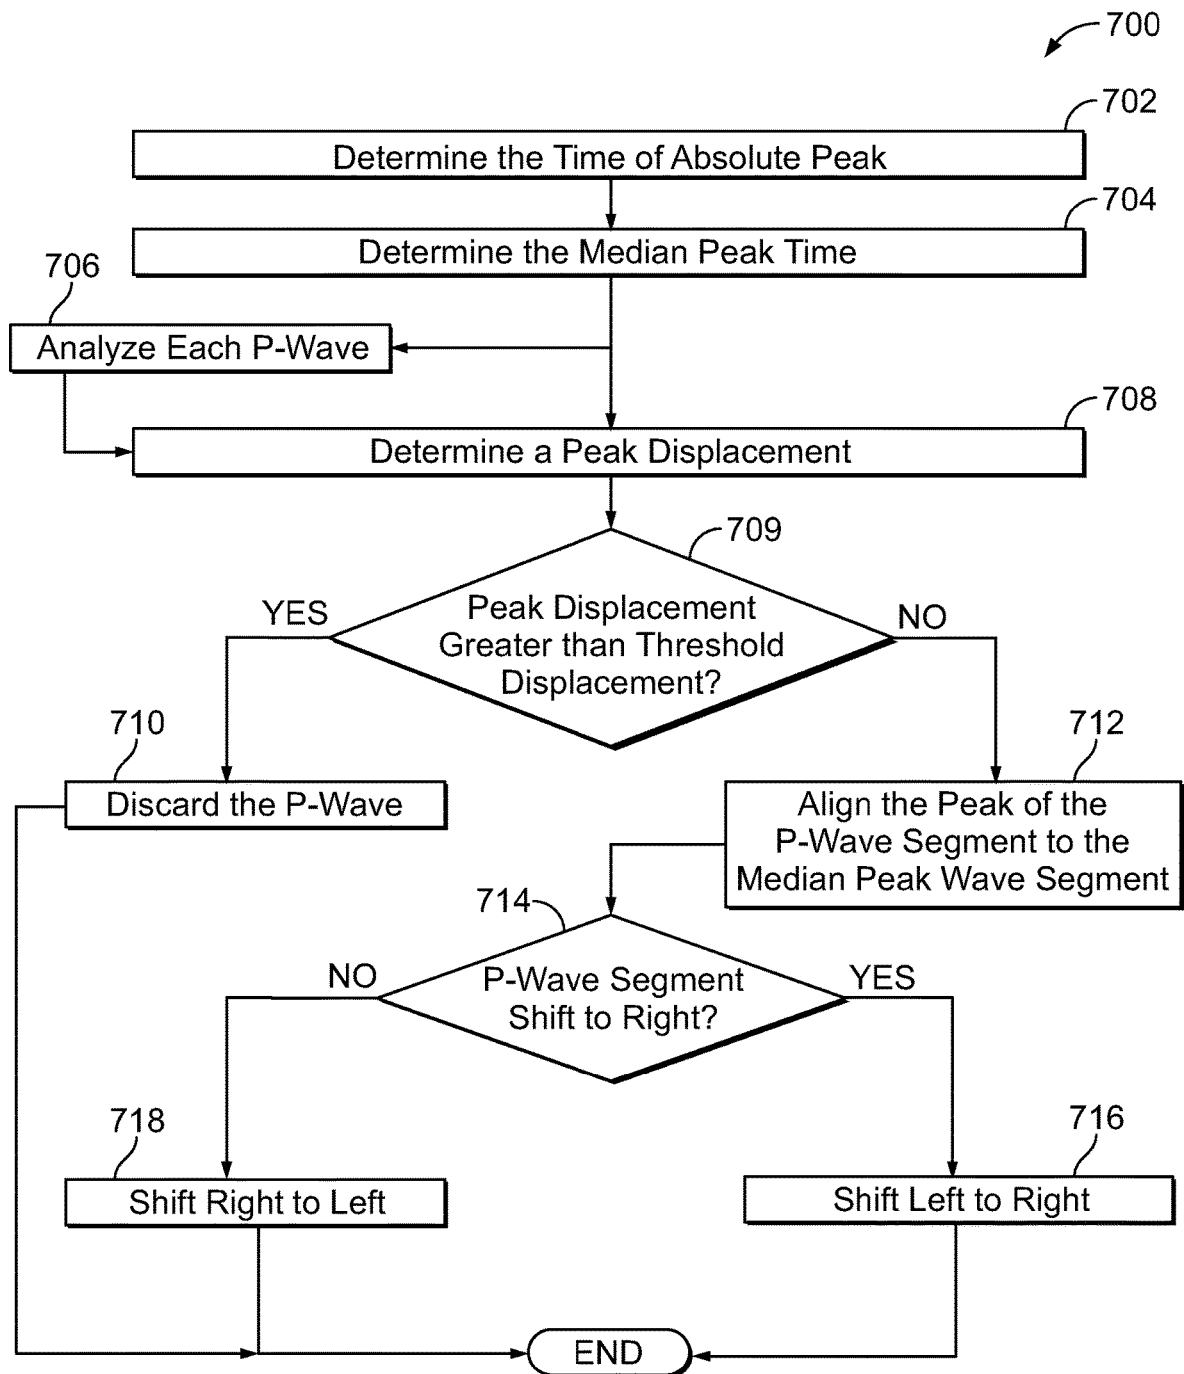 700
702
Determine the Time of Absolute Peak
704
Determine the Median Peak Time
706
Analyze Each P-Wave
708
Determine a Peak Displacement
709
YES
Peak Displacement
Greater than Threshold
Displacement?
NO
710
Discard the P-Wave
712
Align the Peak of the
P-Wave Segment to the
Median Peak Wave Segment
714
NO
P-Wave Segment
Shift to Right?
YES
718
Shift Right to Left
716
Shift Left to Right
END